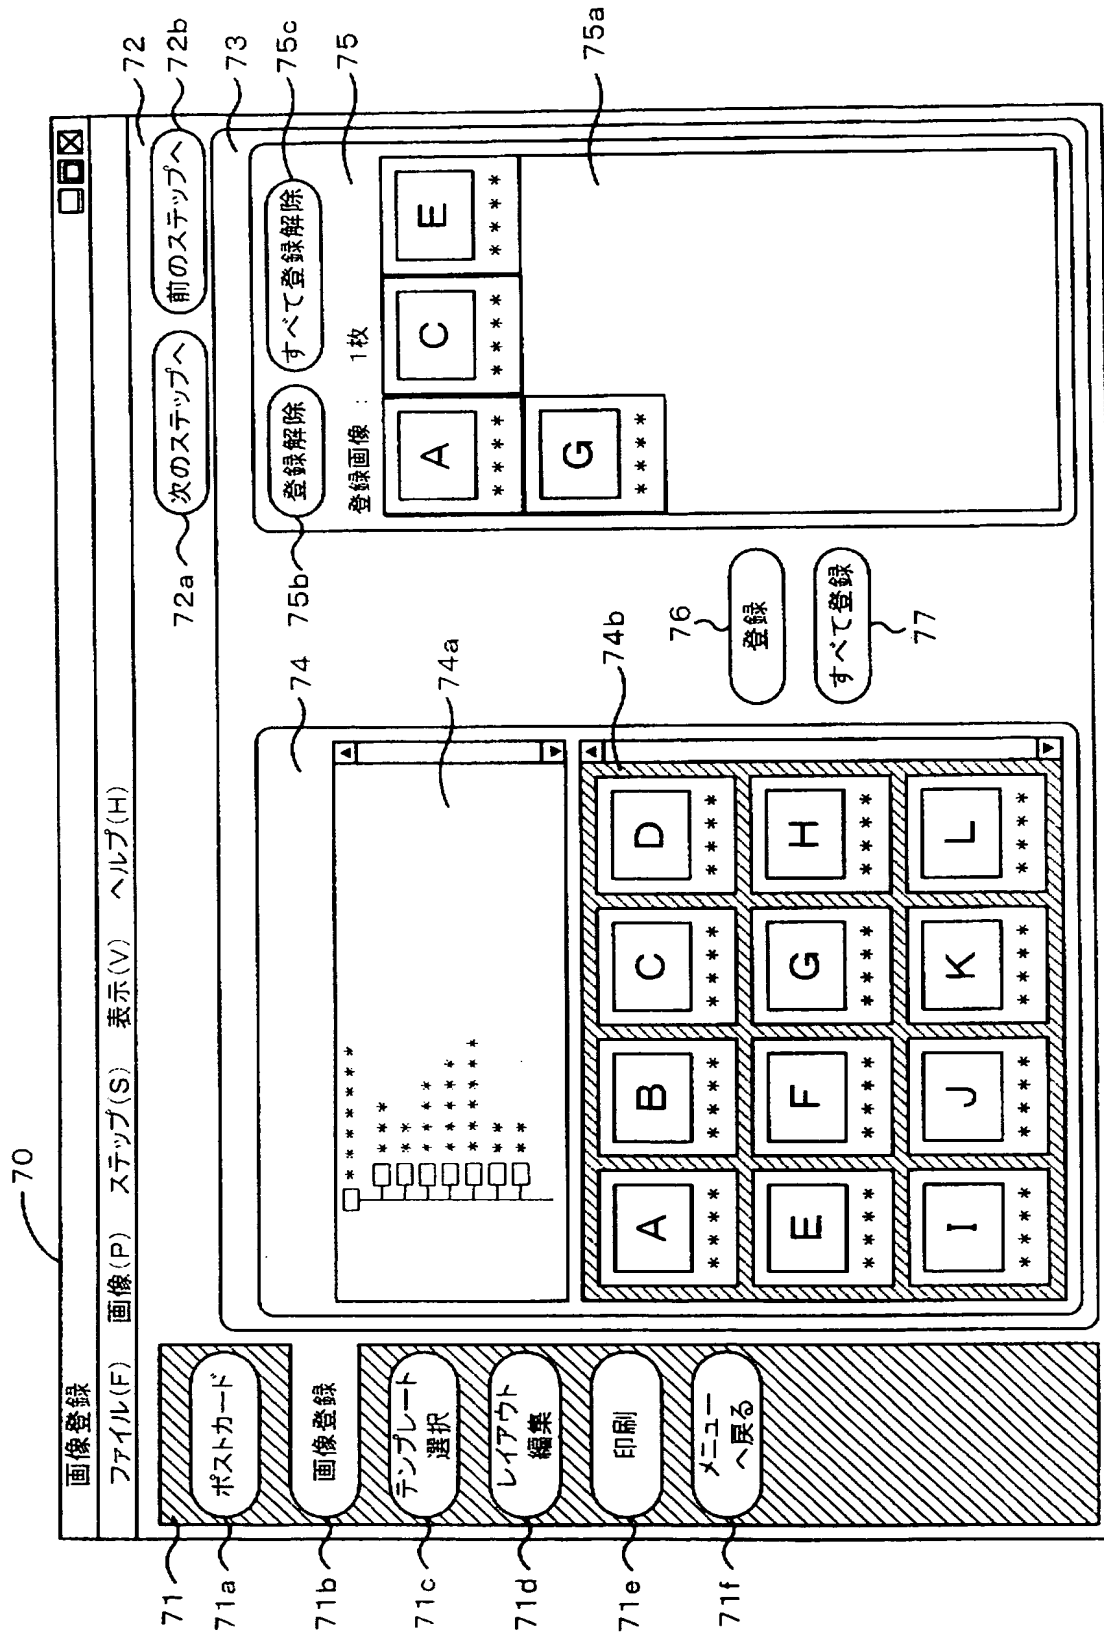 70
画像登録
ファイル(F) 画像(P) ステップ(S) 表示(V) ヘルプ(H)
72
72a
次のステップへ
前のステップへ
72b
73
71
71a
ポストカード
71b
画像登録
71c
テンプレート
選択
71d
レイアウト
編集
71e
印刷
71f
メニュー
へ戻る
74
74a
* * * * * * *
* * *
* *
* * * *
* * * * *
* * * * * *
* *
* *
74b
A B C D
* * * * * * * * * * * * * * * *
E F G H
* * * * * * * * * * * * * * * *
I J K L
* * * * * * * * * * * * * * * *
76
登録
すべて登録
77
75b
登録解除
すべて登録解除
75c
登録画像 : 1枚
75
A C E
* * * * * * * * * * * *
G
* * * *
75a